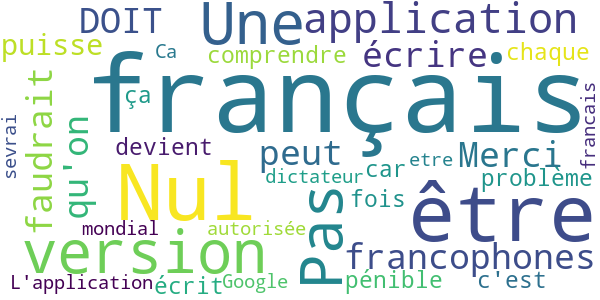 DOIT Une application
puisse Ca comprendre écrire chaque
français
ça
faudrait qu'on devient peut Merci francais
sevrai
dictateur car etre problème
Nul Pas fois être
mondial autorisée
version francophones
L'application écrit Google pénible c'est